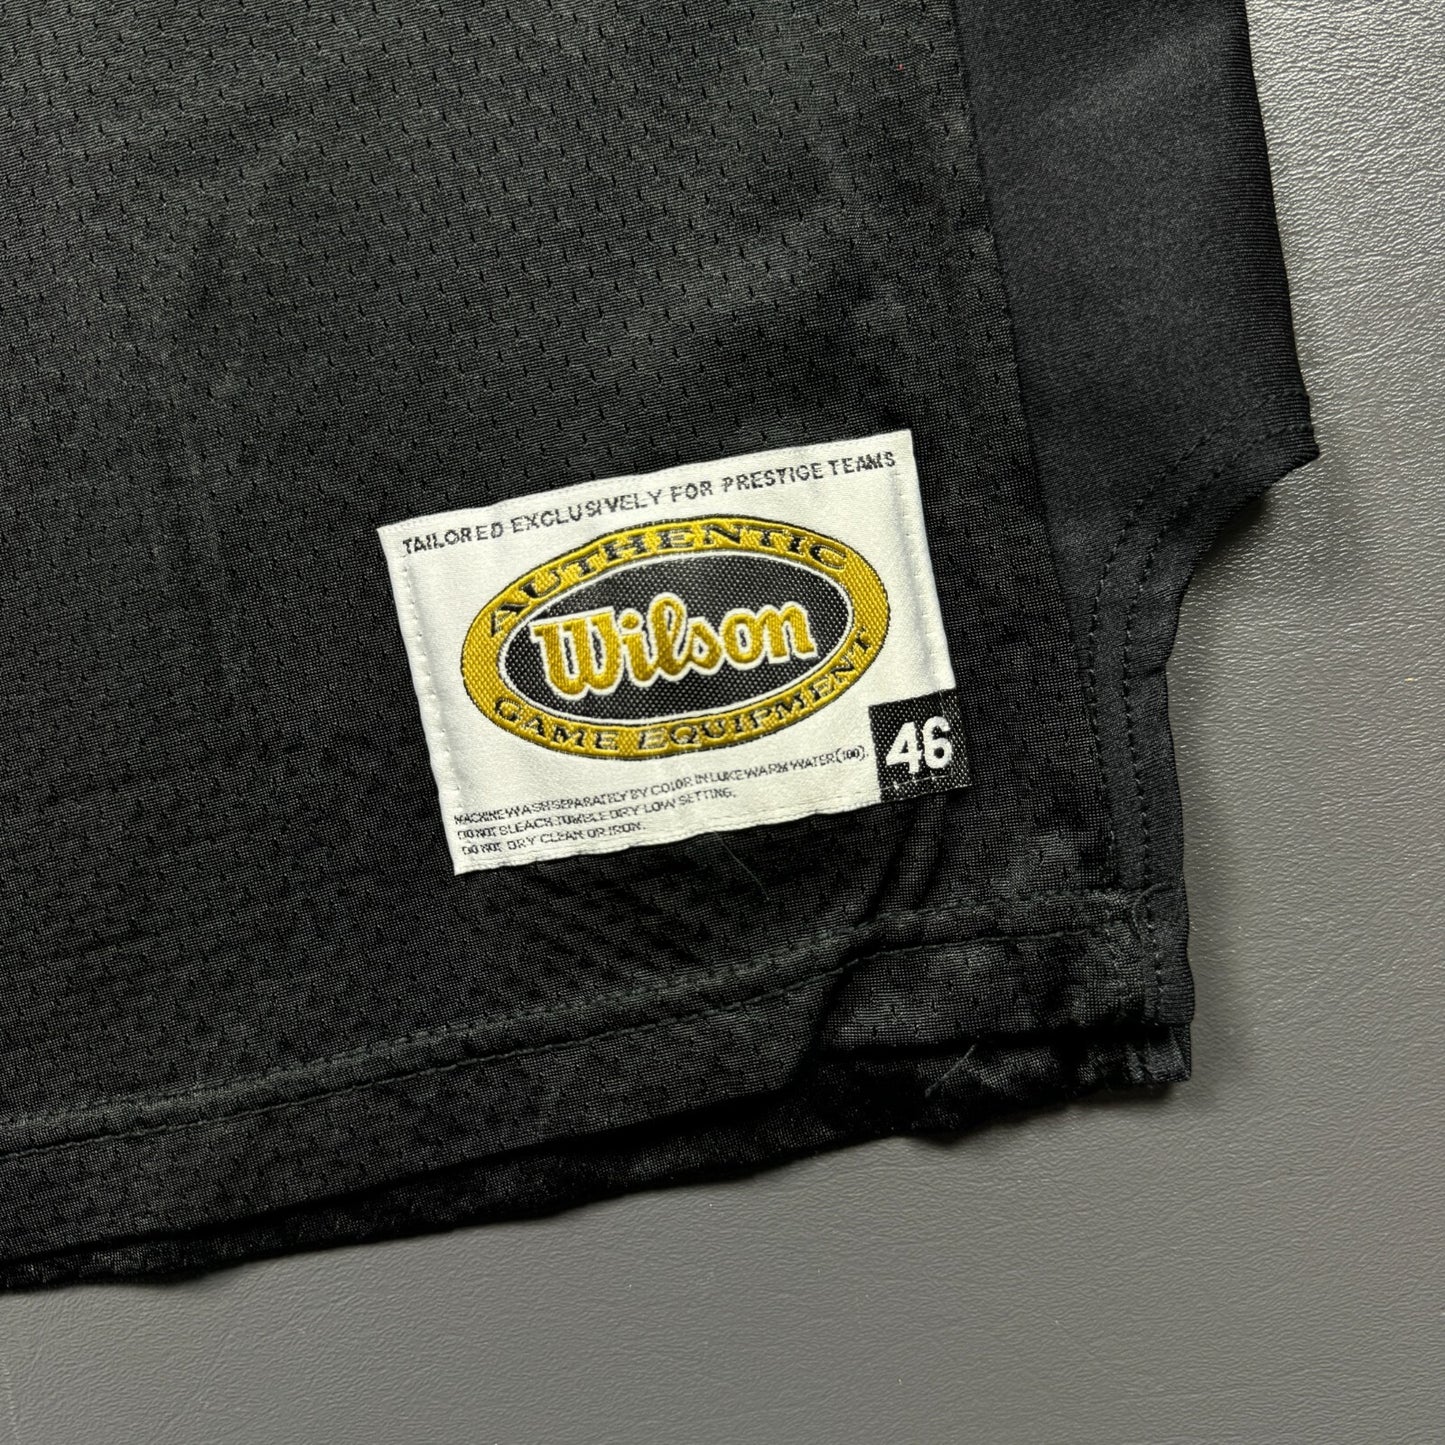 TAILORED EXCLUSIVELY FOR PRESTIGE TEAMS
AUTHENTIC
Wilson
GAME EQUIPMENT
46
MACHINE WASH SEPARATELY BY COLOR IN LUKEWARM WATER (100).
DO NOT BLEACH. TUMBLE DRY LOW SETTING.
DO NOT DRY CLEAN OR IRON.